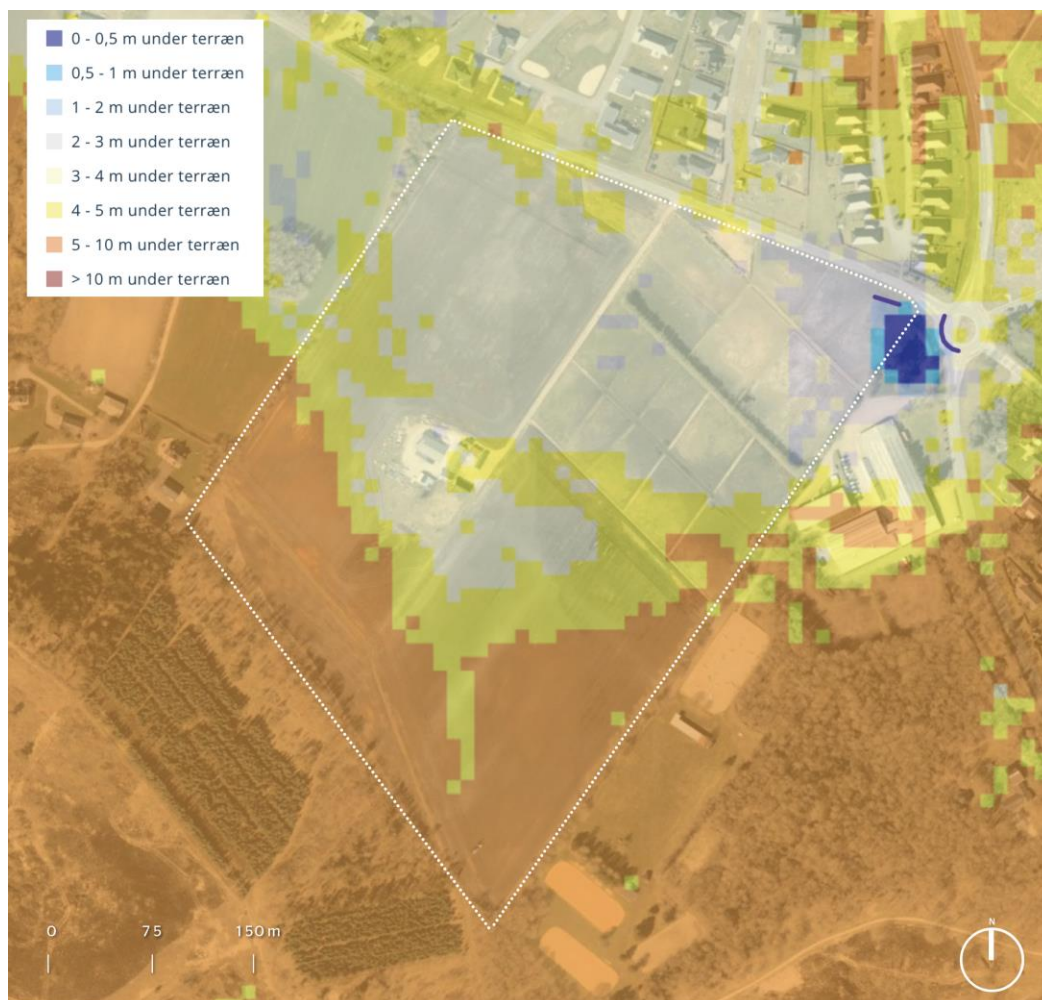 0 - 0,5 m under terræn
0,5 - 1 m under terræn
1 - 2 m under terræn
2 - 3 m under terræn
3 - 4 m under terræn
4 - 5 m under terræn
5 - 10 m under terræn
> 10 m under terræn
0 75 150 m
N